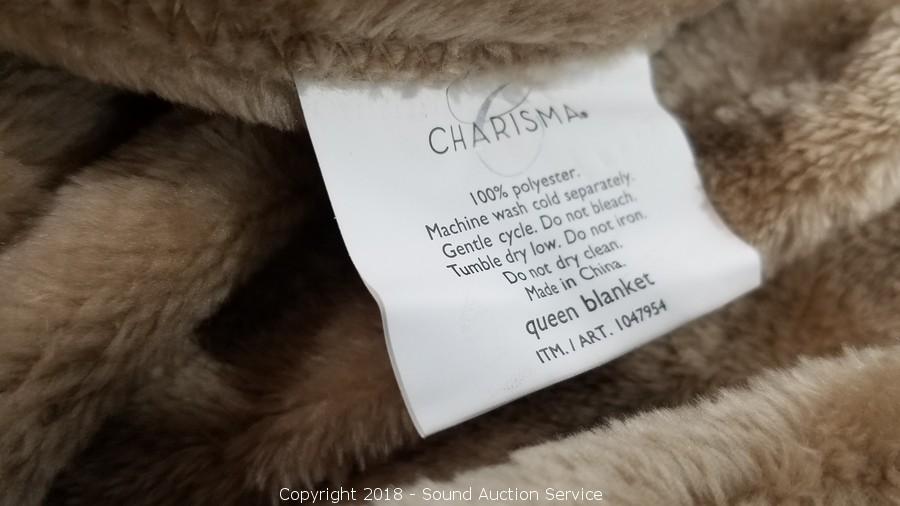 CHARISMA®
100% polyester.
Machine wash cold separately.
Gentle cycle. Do not bleach.
Tumble dry low. Do not iron.
Do not dry clean.
Made in China.
queen blanket
ITM. / ART. 1047954
Copyright 2018 - Sound Auction Service